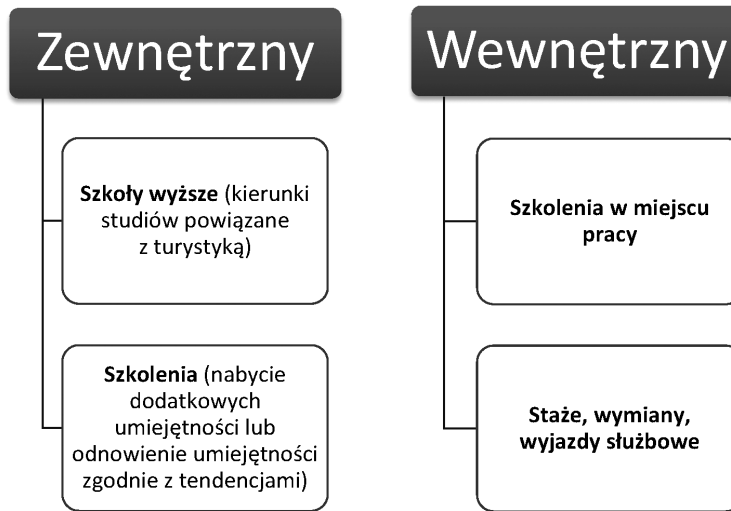 Zewnętrzny
Szkoły wyższe (kierunki
studiów powiązane
z turystyką)
Szkolenia (nabycie
dodatkowych
umiejętności lub
odnowienie umiejętności
zgodnie z tendencjami)
Wewnętrzny
Szkolenia w miejscu
pracy
Staże, wymiany,
wyjazdy służbowe